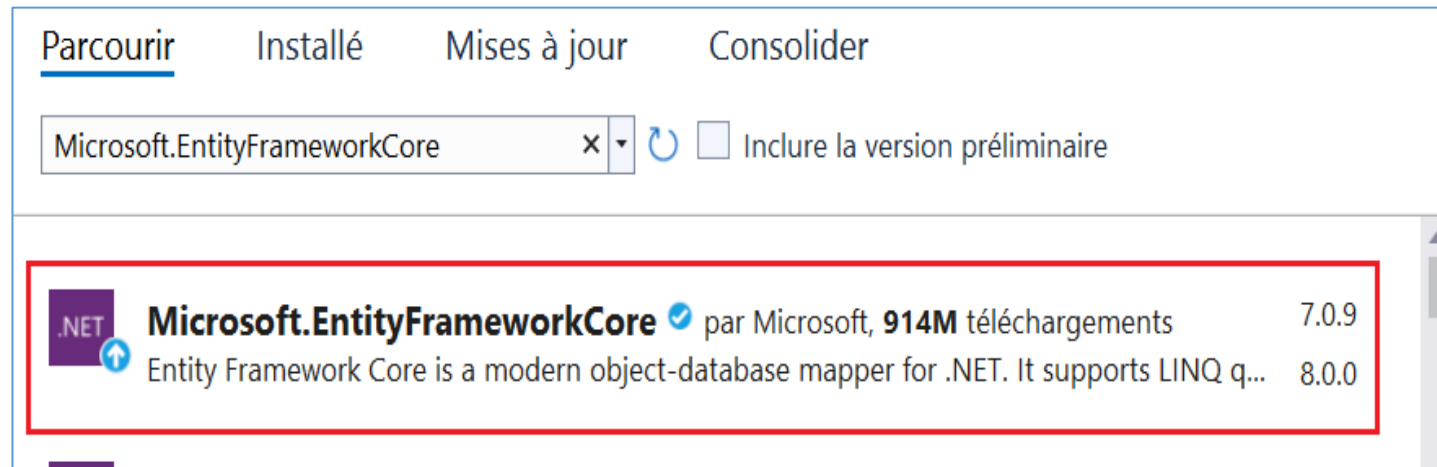 Parcourir Installé Mises à jour Consolider
Microsoft.EntityFrameworkCore Inclure la version préliminaire
.NET Microsoft.EntityFrameworkCore par Microsoft, 914M téléchargements 7.0.9
Entity Framework Core is a modern object-database mapper for .NET. It supports LINQ q... 8.0.0